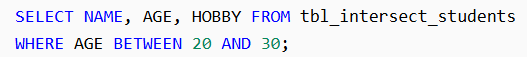 SELECT NAME, AGE, HOBBY FROM tbl_intersect_students
WHERE AGE BETWEEN 20 AND 30;